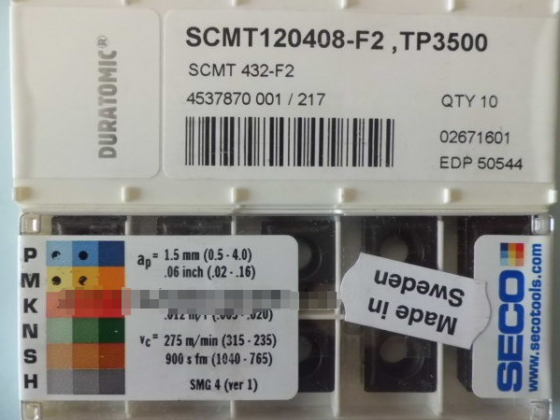 DURATOMIC®
SCMT120408-F2 ,TP3500
SCMT 432-F2
4537870 001 / 217
QTY 10
02671601
EDP 50544
P
M
K
N
S
H
ap= 1.5 mm (0.5 - 4.0)
.06 inch (.02 - .16)
vc= 275 m/min (315 - 235)
900 s fm (1040 - 765)
SMG 4 (ver 1)
Made in
Sweden
SECO
www.secotools.com